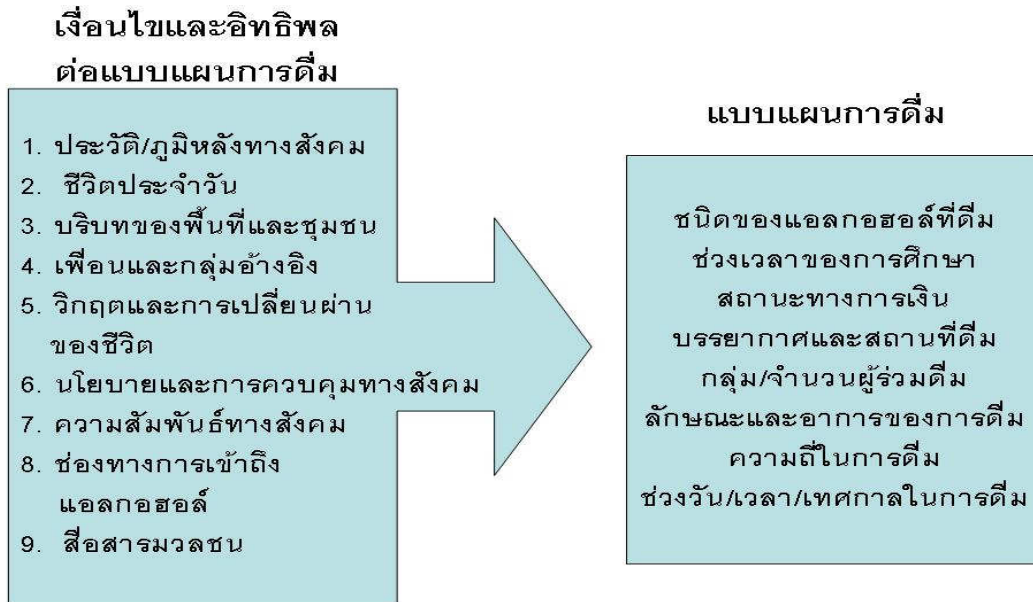 เงื่อนไขและอิทธิพล
ต่อแบบแผนการดื่ม
1. ประวัติ/ภูมิหลังทางสังคม
2. ชีวิตประจำวัน
3. บริบทของพื้นที่และชุมชน
4. เพื่อนและกลุ่มอ้างอิง
5. วิกฤตและการเปลี่ยนผ่าน
ของชีวิต
6. นโยบายและการควบคุมทางสังคม
7. ความสัมพันธ์ทางสังคม
8. ช่องทางการเข้าถึง
แอลกอฮอล์
9. สื่อสารมวลชน
แบบแผนการดื่ม
ชนิดของแอลกอฮอล์ที่ดื่ม
ช่วงเวลาของการศึกษา
สถานะทางการเงิน
บรรยากาศและสถานที่ดื่ม
กลุ่ม/จำนวนผู้ร่วมดื่ม
ลักษณะและอาการของการดื่ม
ความถี่ในการดื่ม
ช่วงวัน/เวลา/เทศกาลในการดื่ม